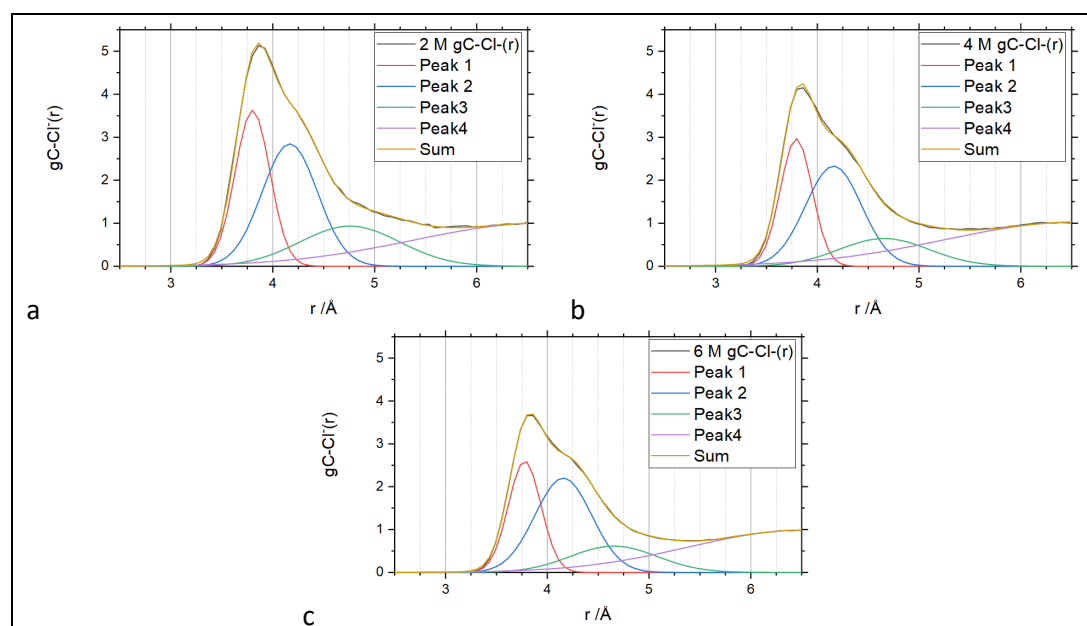 gC-Cl⁻(r)
5
4
3
2
1
0
2 M gC-Cl-(r)
Peak 1
Peak 2
Peak3
Peak4
Sum
3 4 5 6
r /Å
a
gC-Cl⁻(r)
5
4
3
2
1
0
4 M gC-Cl-(r)
Peak 1
Peak 2
Peak3
Peak4
Sum
3 4 5 6
r /Å
b
gC-Cl⁻(r)
5
4
3
2
1
0
6 M gC-Cl-(r)
Peak 1
Peak 2
Peak3
Peak4
Sum
3 4 5 6
r /Å
c